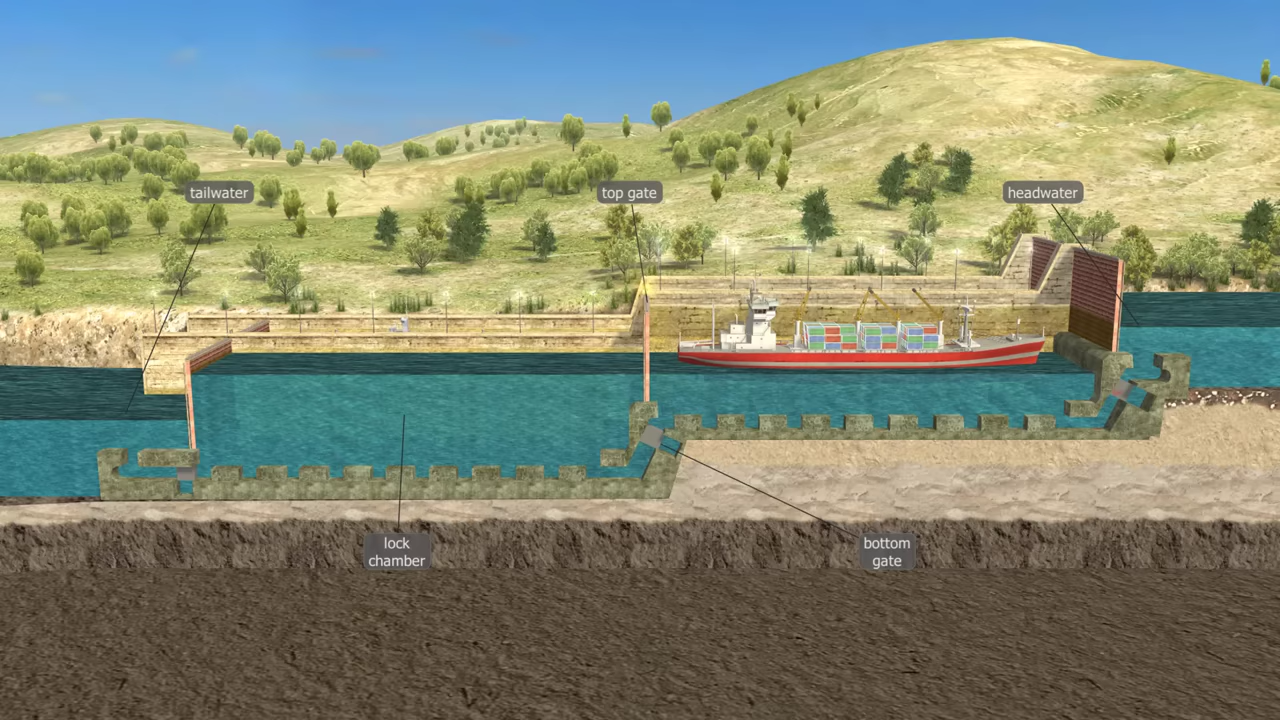 tailwater
top gate
headwater
lock
chamber
bottom
gate